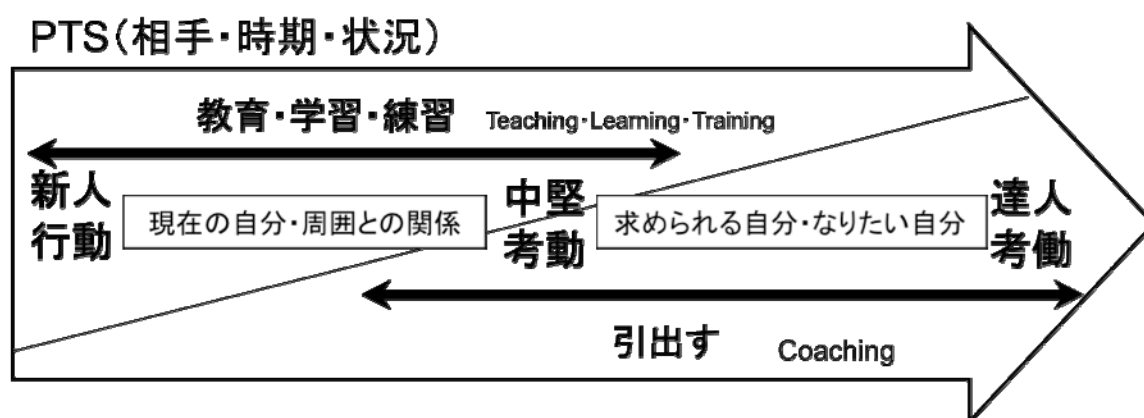 PTS(相手・時期・状況)
教育・学習・練習 Teaching・Learning・Training
新人
行動
現在の自分・周囲との関係
中堅
考動
求められる自分・なりたい自分
達人
考働
引出す Coaching